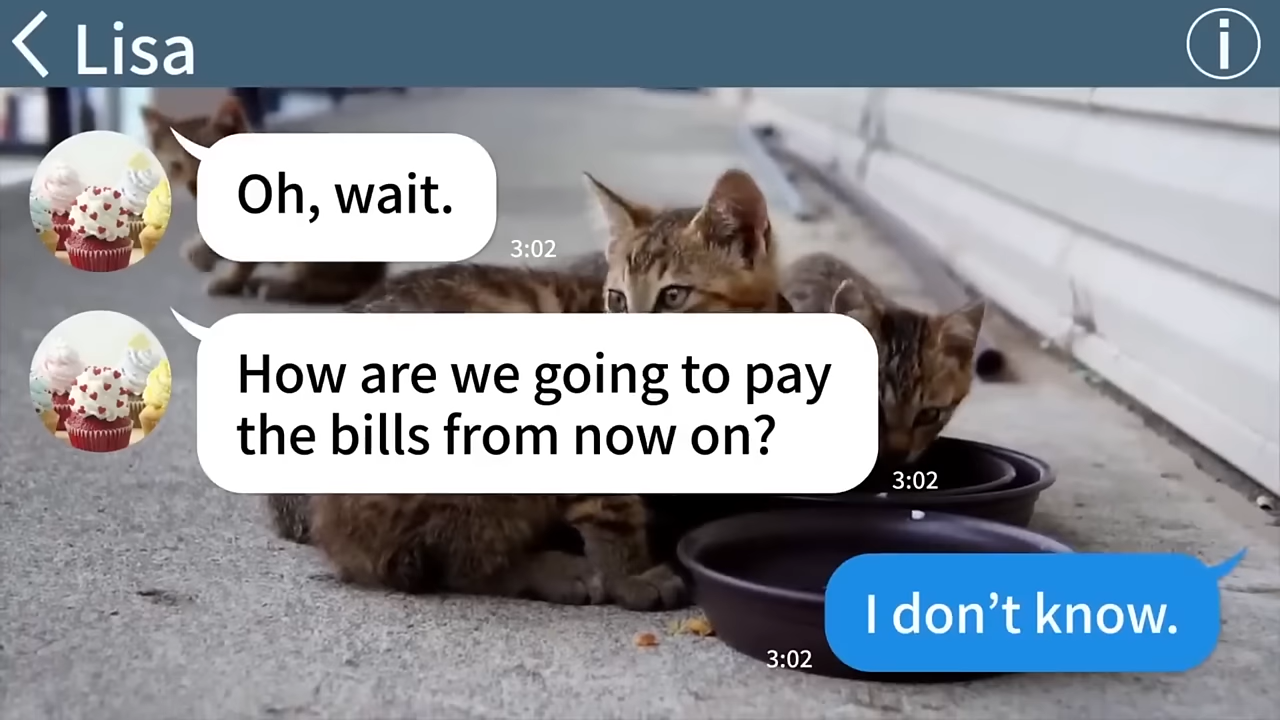 Lisa
Oh, wait.
3:02
How are we going to pay
the bills from now on?
3:02
I don’t know.
3:02